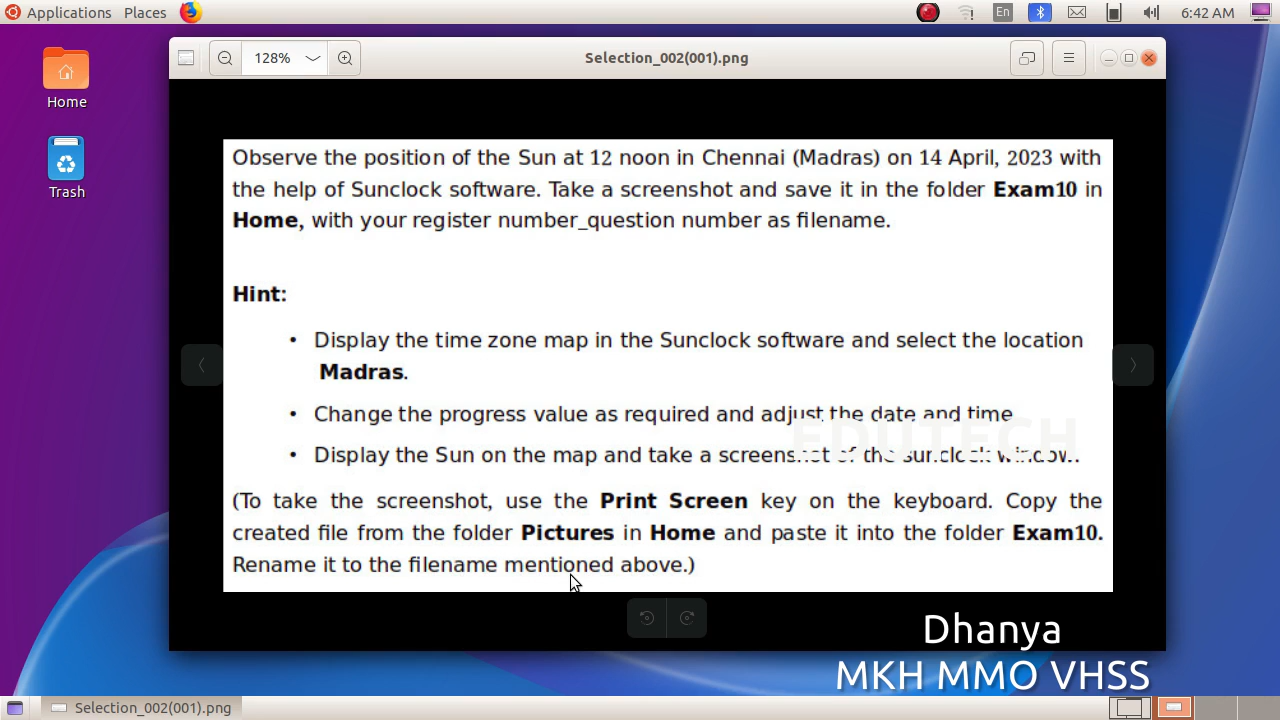 Applications Places En 6:42 AM
128% Selection_002(001).png
Home
Trash
Observe the position of the Sun at 12 noon in Chennai (Madras) on 14 April, 2023 with
the help of Sunclock software. Take a screenshot and save it in the folder Exam10 in
Home, with your register number_question number as filename.
Hint:
• Display the time zone map in the Sunclock software and select the location
Madras.
• Change the progress value as required and adjust the date and time
EDUTECH
• Display the Sun on the map and take a screenshot of the sunclock window.
(To take the screenshot, use the Print Screen key on the keyboard. Copy the
created file from the folder Pictures in Home and paste it into the folder Exam10.
Rename it to the filename mentioned above.)
Dhanya
MKH MMO VHSS
Selection_002(001).png